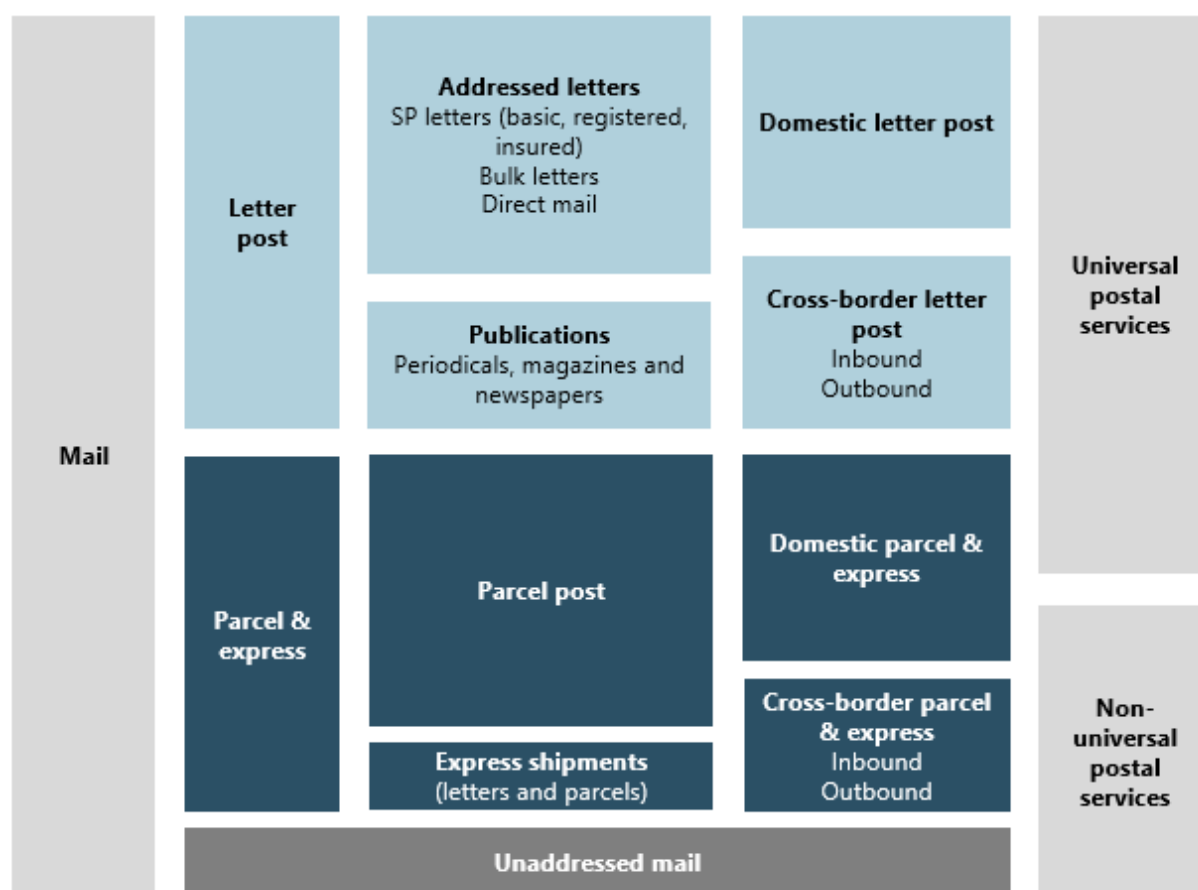 Mail
Letter
post
Addressed letters
SP letters (basic, registered,
insured)
Bulk letters
Direct mail
Publications
Periodicals, magazines and
newspapers
Domestic letter post
Cross-border letter
post
Inbound
Outbound
Universal
postal
services
Parcel &
express
Parcel post
Express shipments
(letters and parcels)
Domestic parcel &
express
Cross-border parcel
& express
Inbound
Outbound
Non-
universal
postal
services
Unaddressed mail